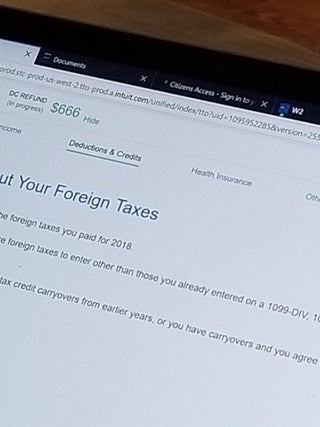 Documents
Citizens Access - Sign in to
W2
prod.stc-prod-us-west-2.tto-prod.a.intuit.com/unified/index/tto?uid=1095952285&version=255
DC REFUND
(in progress)
$666
Hide
ncome
Deductions & Credits
Health Insurance
Oth
ut Your Foreign Taxes
he foreign taxes you paid for 2018.
re foreign taxes to enter other than those you already entered on a 1099-DIV, 10
tax credit carryovers from earlier years, or you have carryovers and you agree